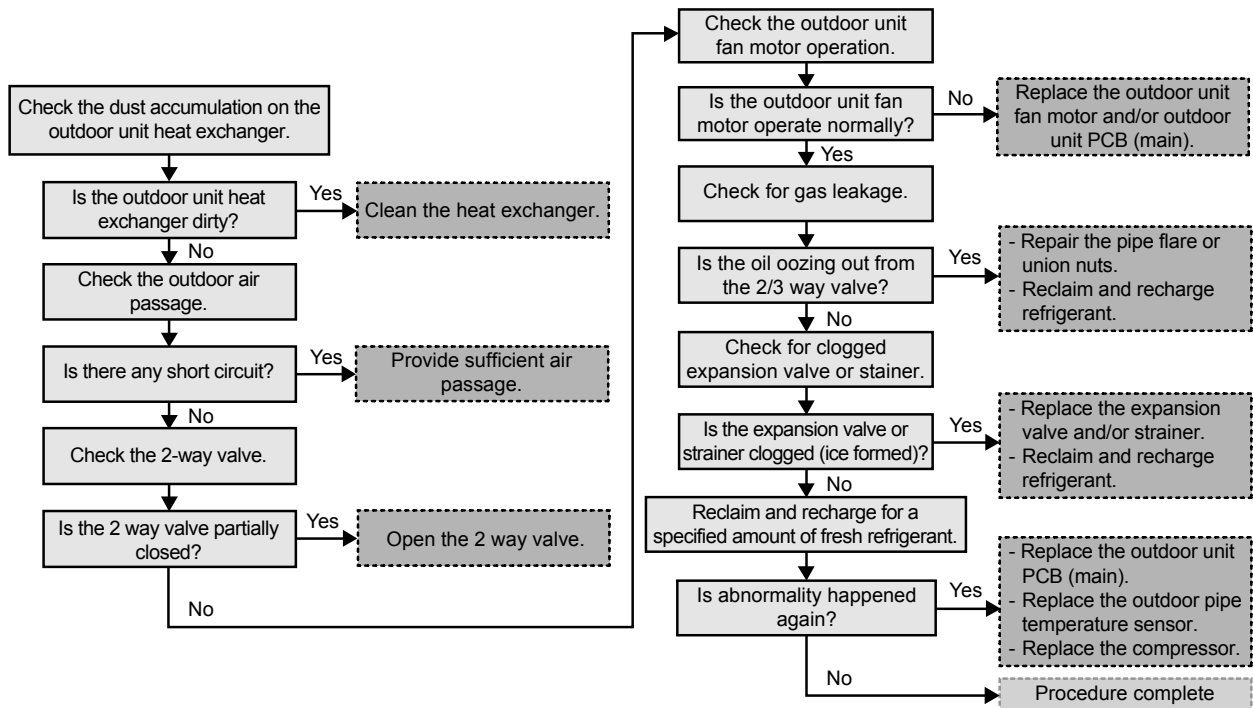 Check the dust accumulation on the
outdoor unit heat exchanger.
Is the outdoor unit heat
exchanger dirty?
Yes
Clean the heat exchanger.
No
Check the outdoor air
passage.
Is there any short circuit?
Yes
Provide sufficient air
passage.
No
Check the 2-way valve.
Is the 2 way valve partially
closed?
Yes
Open the 2 way valve.
No
Check the outdoor unit
fan motor operation.
Is the outdoor unit fan
motor operate normally?
No
Replace the outdoor unit
fan motor and/or outdoor
unit PCB (main).
Yes
Check for gas leakage.
Is the oil oozing out from
the 2/3 way valve?
Yes
- Repair the pipe flare or
union nuts.
- Reclaim and recharge
refrigerant.
No
Check for clogged
expansion valve or stainer.
Is the expansion valve or
strainer clogged (ice formed)?
Yes
- Replace the expansion
valve and/or strainer.
- Reclaim and recharge
refrigerant.
No
Reclaim and recharge for a
specified amount of fresh refrigerant.
Is abnormality happened
again?
Yes
- Replace the outdoor unit
PCB (main).
- Replace the outdoor pipe
temperature sensor.
- Replace the compressor.
No
Procedure complete